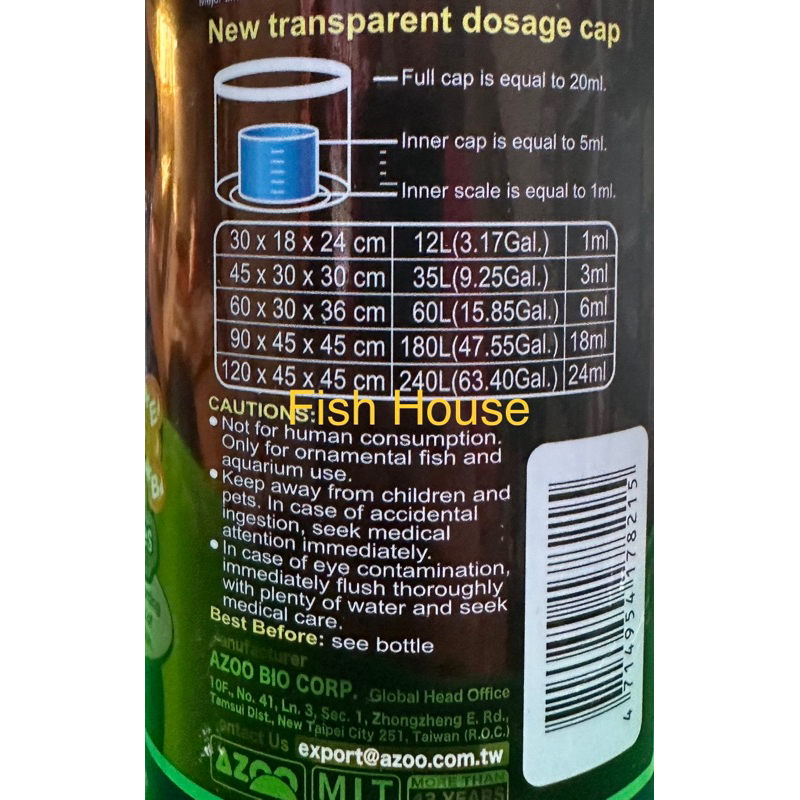 New transparent dosage cap
Full cap is equal to 20ml.
Inner cap is equal to 5ml.
Inner scale is equal to 1ml.
30 x 18 x 24 cm 12L(3.17Gal.) 1ml
45 x 30 x 30 cm 35L(9.25Gal.) 3ml
60 x 30 x 36 cm 60L(15.85Gal.) 6ml
90 x 45 x 45 cm 180L(47.55Gal.) 18ml
120 x 45 x 45 cm 240L(63.40Gal.) 24ml
Fish House
CAUTIONS:
•Not for human consumption.
Only for ornamental fish and
aquarium use.
•Keep away from children and
pets. In case of accidental
ingestion, seek medical
attention immediately.
•In case of eye contamination,
immediately flush thoroughly
with plenty of water and seek
medical care.
Best Before: see bottle
Manufacturer
AZOO BIO CORP. Global Head Office
10F., No. 41, Ln. 3, Sec. 1, Zhongzheng E. Rd.,
Tamsui Dist., New Taipei City 251, Taiwan (R.O.C.)
Contact Us export@azoo.com.tw
AZOO MIT MORE THAN
YEARS
4 714954 178215